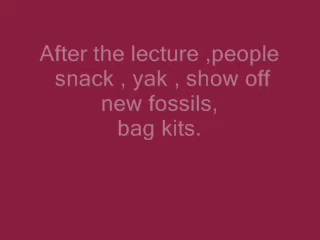 After the lecture ,people
snack , yak , show off
new fossils,
bag kits.